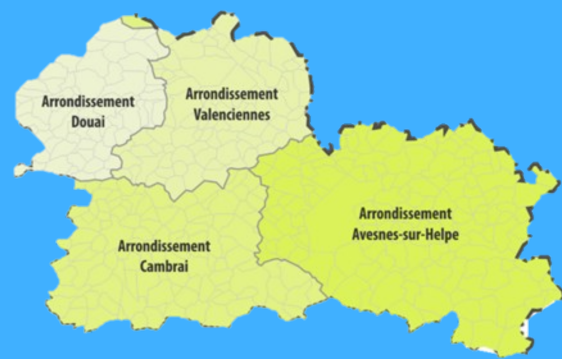 Arrondissement
Douai
Arrondissement
Valenciennes
Arrondissement
Avesnes-sur-Helpe
Arrondissement
Cambrai